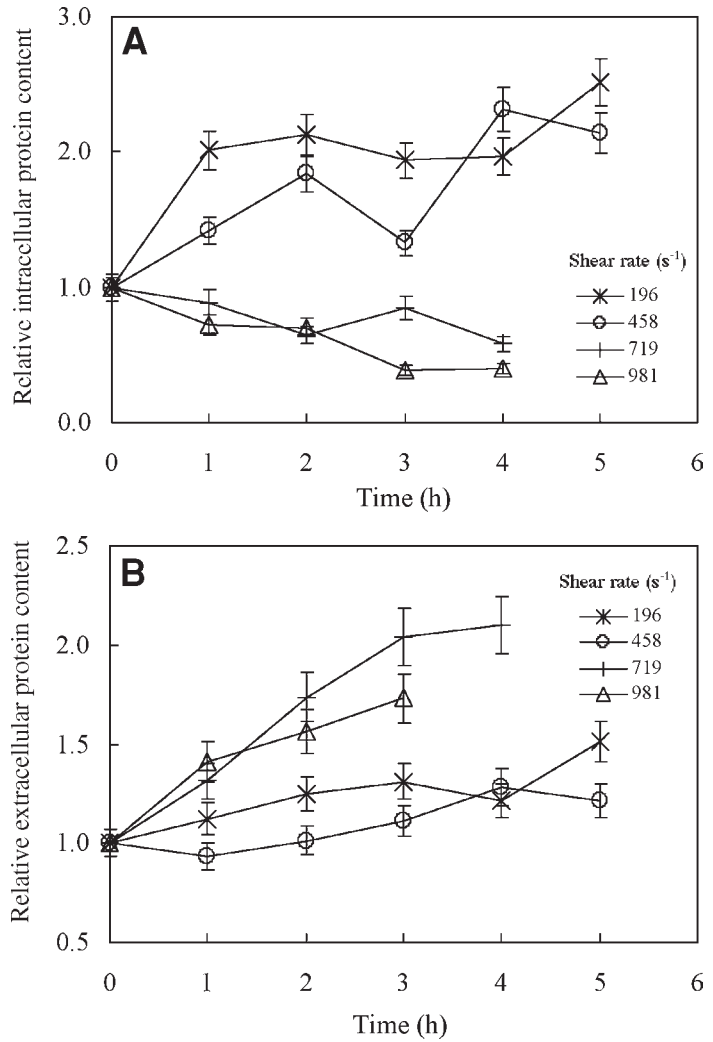 A
3.0
2.0
1.0
0.0
Relative intracellular protein content
Shear rate (s-1)
196
458
719
981
0 1 2 3 4 5 6
Time (h)
B
2.5
2.0
1.5
1.0
0.5
Relative extracellular protein content
Shear rate (s-1)
196
458
719
981
0 1 2 3 4 5 6
Time (h)